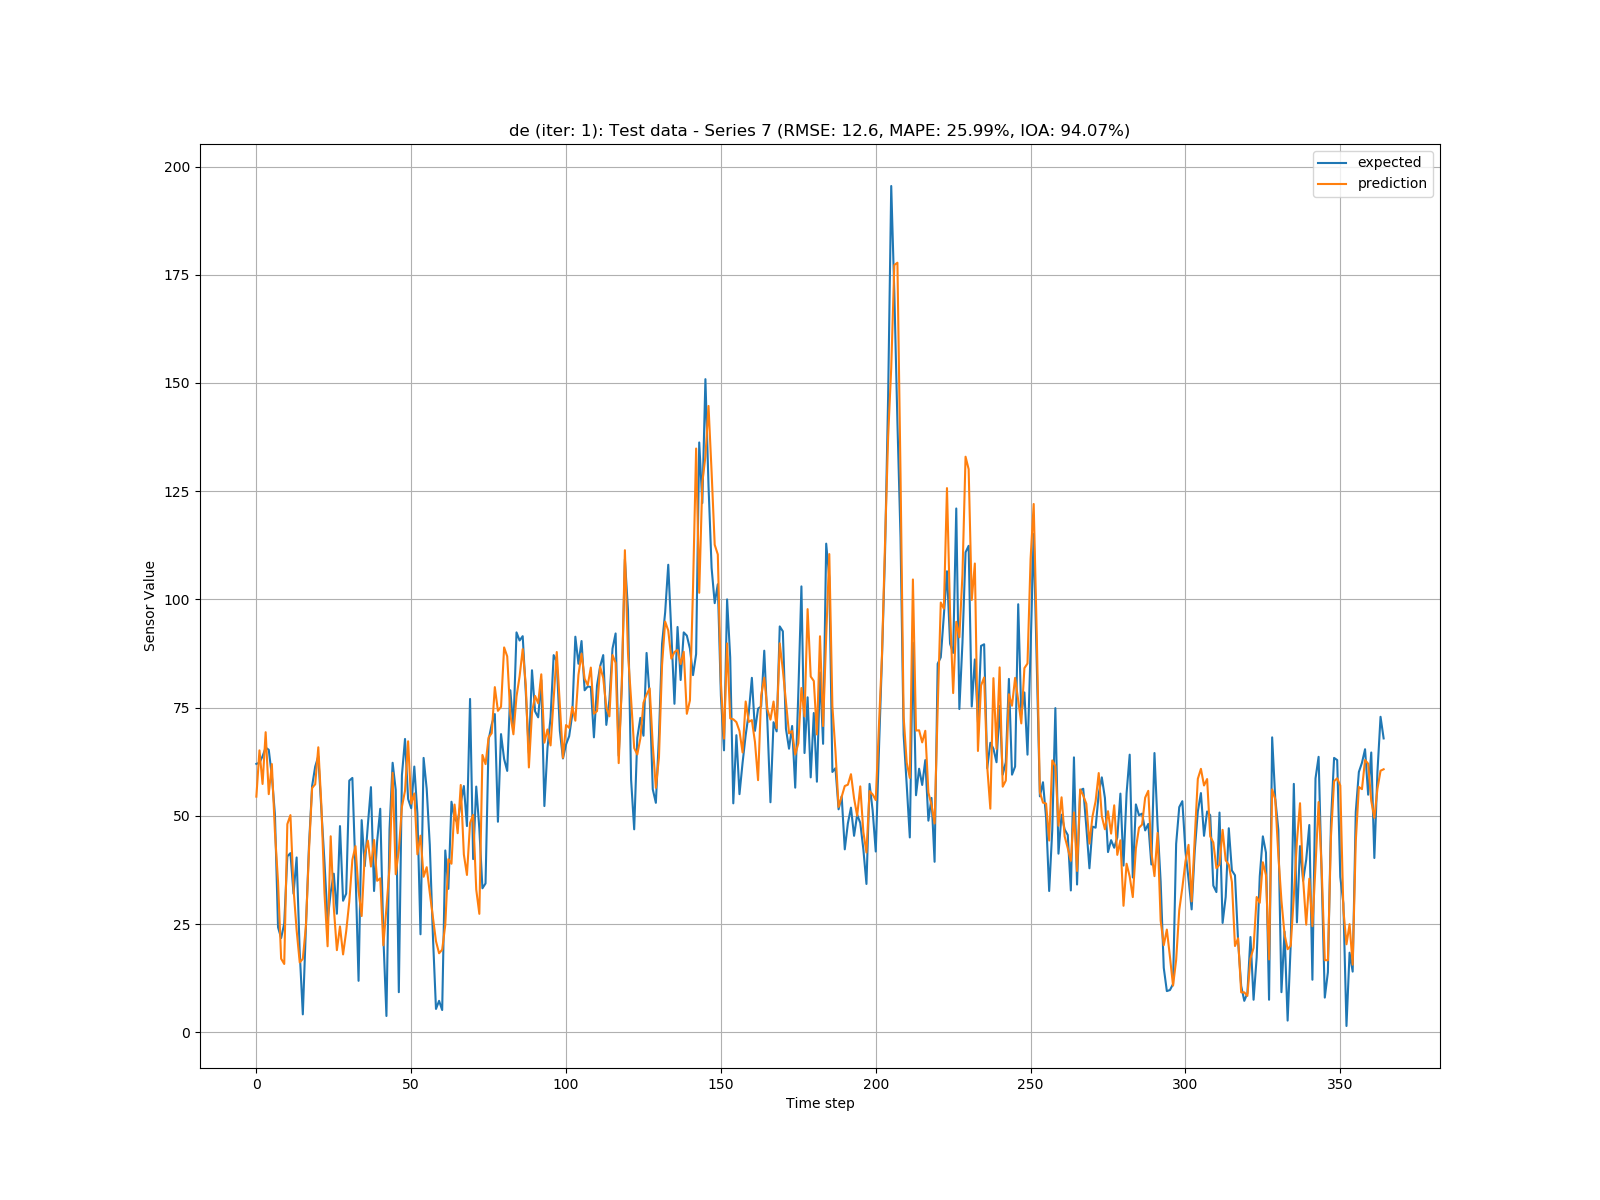 de (iter: 1): Test data - Series 7 (RMSE: 12.6, MAPE: 25.99%, IOA: 94.07%)
expected
prediction
200
175
150
125
100
75
50
25
0
Sensor Value
0 50 100 150 200 250 300 350
Time step